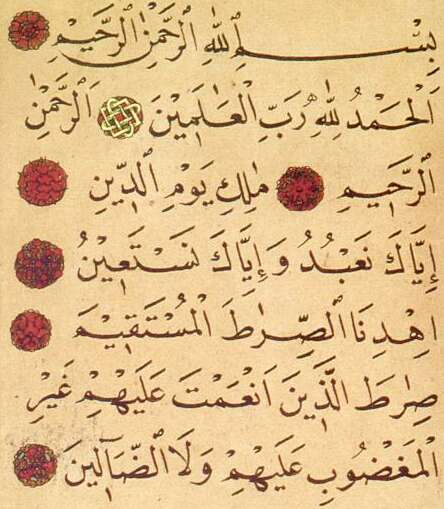 بِسْمِ ٱللَّهِ ٱلرَّحْمَٰنِ ٱلرَّحِيمِ
ٱلْحَمْدُ لِلَّهِ رَبِّ ٱلْعَالَمِينَ ٱلرَّحْمَٰنِ
ٱلرَّحِيمِ مَٰلِكِ يَوْمِ ٱلدِّينِ
إِيَّاكَ نَعْبُدُ وَإِيَّاكَ نَسْتَعِينُ
اِهْدِنَا ٱلصِّرَٰطَ ٱلْمُسْتَقِيمَ
صِرَٰطَ ٱلَّذِينَ اَنْعَمْتَ عَلَيْهِمْ غَيْرِ
ٱلْمَغْضُوبِ عَلَيْهِمْ وَلَا ٱلضَّآلِّينَ